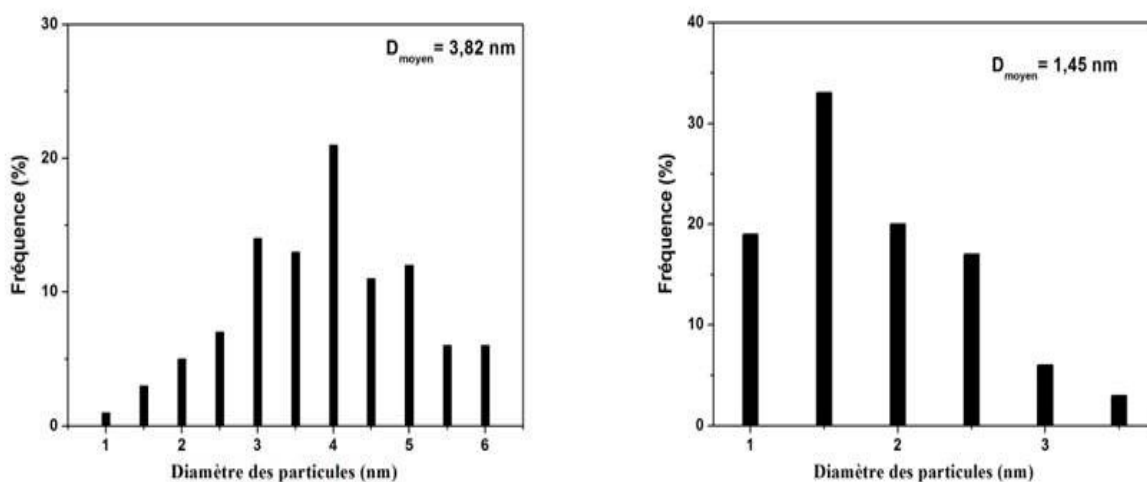 30
20
10
0
Fréquence (%)
D moyen = 3,82 nm
1 2 3 4 5 6
Diamètre des particules (nm)
40
30
20
10
0
Fréquence (%)
D moyen = 1,45 nm
1 2 3
Diamètre des particules (nm)